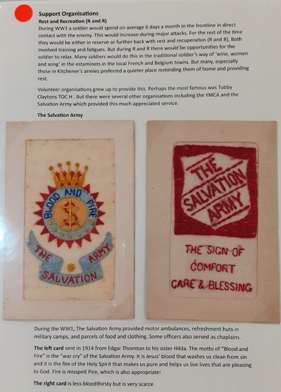 Support Organisations
Rest and Recreation (R and R)
During WW1 a soldier would spend on average 6 days a month in the frontline in direct
contact with the enemy. This would increase during major attacks. For the rest of the time
they would be either in reserve or further back with rest and recuperation (R and R). Both
involved training and fatigues. But during R and R there would be opportunities for the
soldier to relax. Many soldiers would do this in the traditional soldier's way of 'wine, women
and song' in the estaminets in the local French and Belgium towns. But many, especially
those in Kitchener's armies preferred a quieter place reminding them of home and providing
rest.
Volunteer organisations grew up to provide this. Perhaps the most famous was Tubby
Claytons TOC H . But there were several other organisations including the YMCA and the
Salvation Army which provided this much appreciated service.
The Salvation Army
BLOOD AND FIRE
S
THE SALVATION ARMY
THE
SALVATION
ARMY
THE SIGN OF
COMFORT
CARE & BLESSING
During the WW1, The Salvation Army provided motor ambulances, refreshment huts in
military camps, and parcels of food and clothing. Some officers also served as chaplains.
The left card sent in 1914 from Edgar Thornton to his sister Hilda. The motto of "Blood and
Fire" is the "war cry" of the Salvation Army. It is Jesus' blood that washes us clean from sin
and it is the fire of the Holy Spirit that makes us pure and helps us live lives that are pleasing
to God. Fire is misspelt Pire, which is also appropriate!
The right card is less bloodthirsty but is very scarce